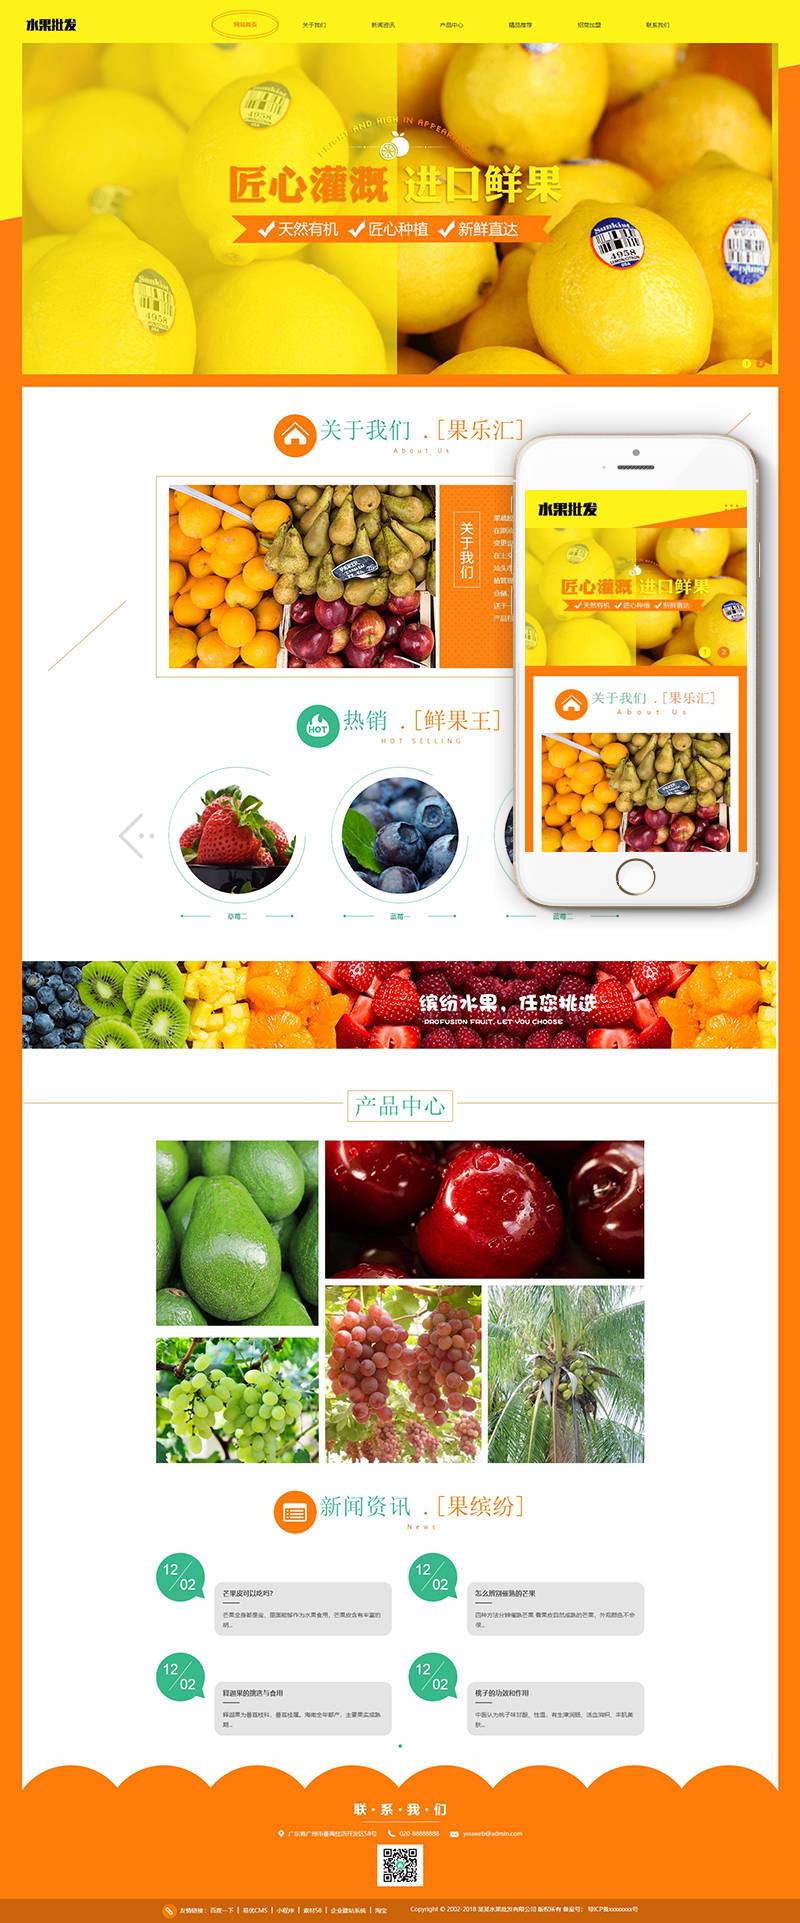 水果批发
网站首页 关于我们 新闻资讯 产品中心 精品推荐 招商加盟 联系我们
匠心灌溉 进口鲜果
天然有机 匠心种植 新鲜直达
Sunkist
4958
Sunkist
4958
Sunkist
4958
Sunkist
1 2
关于我们 . [果乐汇]
About Us
关于我们
水果批发
匠心灌溉 进口鲜果
天然有机 匠心种植 新鲜直达
1 2
关于我们 . [果乐汇]
About Us
HOT
热销 . [鲜果王]
HOT SELLING
草莓二 蓝莓一 蓝莓二
缤纷水果，任您挑选
PROFUSION FRUIT, LET YOU CHOOSE
产品中心
新闻资讯 . [果缤纷]
News
12/02
芒果皮可以吃吗?
芒果全身都是宝，里面能够作为水果食用，芒果皮含有丰富的
胡...
12/02
怎么辨别催熟的芒果
四种方法分辨催熟芒果 看果皮自然成熟的芒果，外观颜色不会
很...
12/02
释迦果的挑选与食用
释迦果为番荔枝科、番荔枝属。海南全年都产，主要果实成熟
期...
12/02
桃子的功效和作用
中医认为桃子味甘酸，性温，有生津润肠、活血消积、丰肌美
肤...
联·系·我·们
广东省广州市番禺经济开发区58号 020-88888888 youweb@admin.com
友情链接： 百度一下 | 易优CMS | 小程序 | 素材58 | 企业建站系统 | 淘宝 Copyright © 2002-2018 某某水果批发有限公司 版权所有 备案号： 琼ICP备xxxxxxxx号